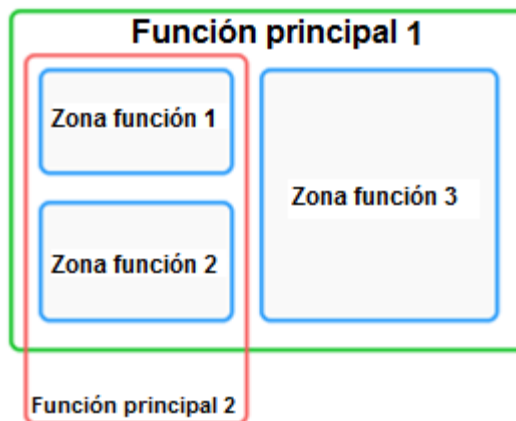 Función principal 1
Zona función 1
Zona función 2
Zona función 3
Función principal 2